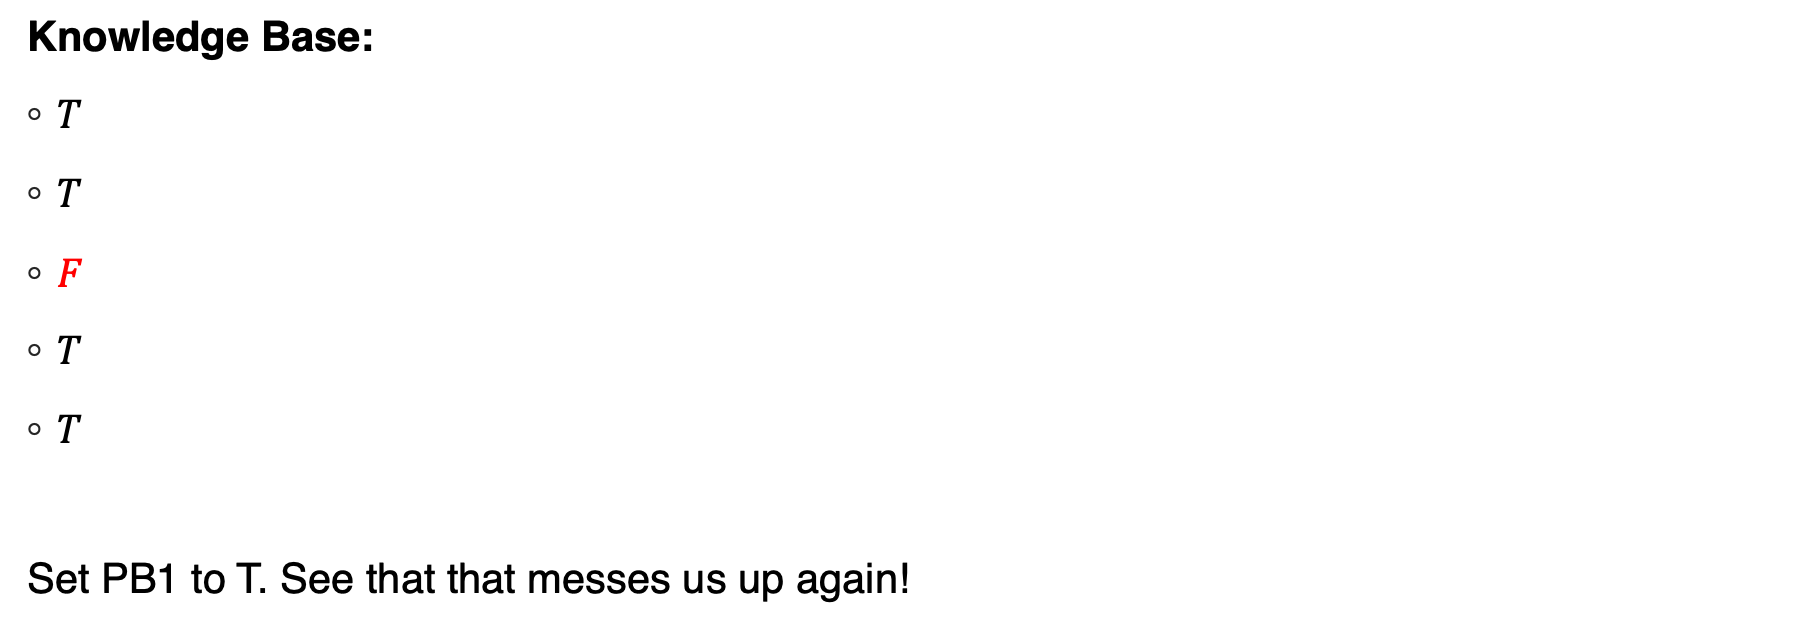 Knowledge Base:
∘ T
∘ T
∘ F
∘ T
∘ T
Set PB1 to T. See that that messes us up again!